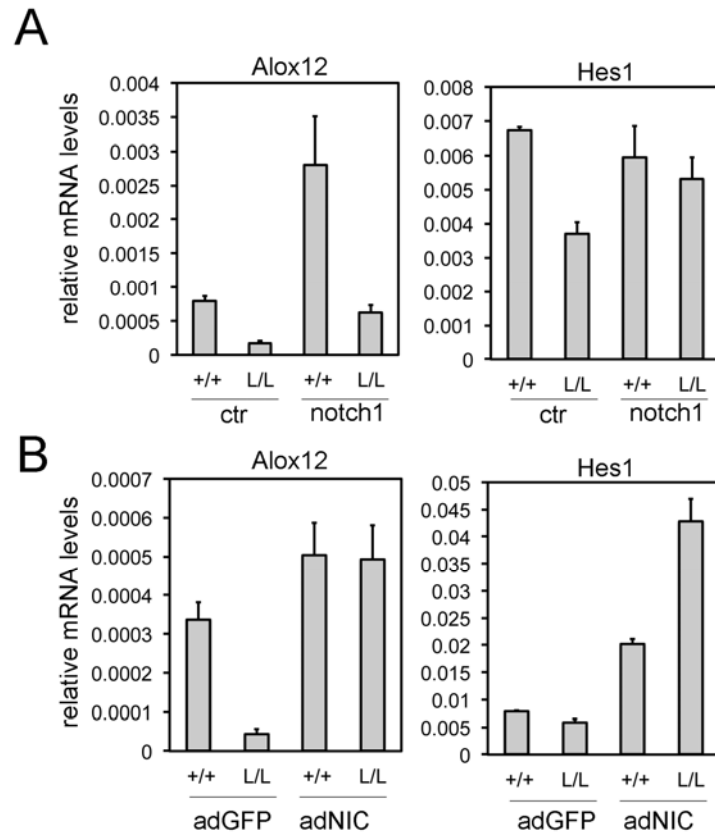 A
Alox12
Hes1
relative mRNA levels
0.004
0.0035
0.003
0.0025
0.002
0.0015
0.001
0.0005
0
+/+ L/L +/+ L/L
ctr notch1
0.008
0.007
0.006
0.005
0.004
0.003
0.002
0.001
0
+/+ L/L +/+ L/L
ctr notch1
B
Alox12
Hes1
relative mRNA levels
0.0007
0.0006
0.0005
0.0004
0.0003
0.0002
0.0001
0
+/+ L/L +/+ L/L
adGFP adNIC
0.05
0.045
0.04
0.035
0.03
0.025
0.02
0.015
0.01
0.005
0
+/+ L/L +/+ L/L
adGFP adNIC